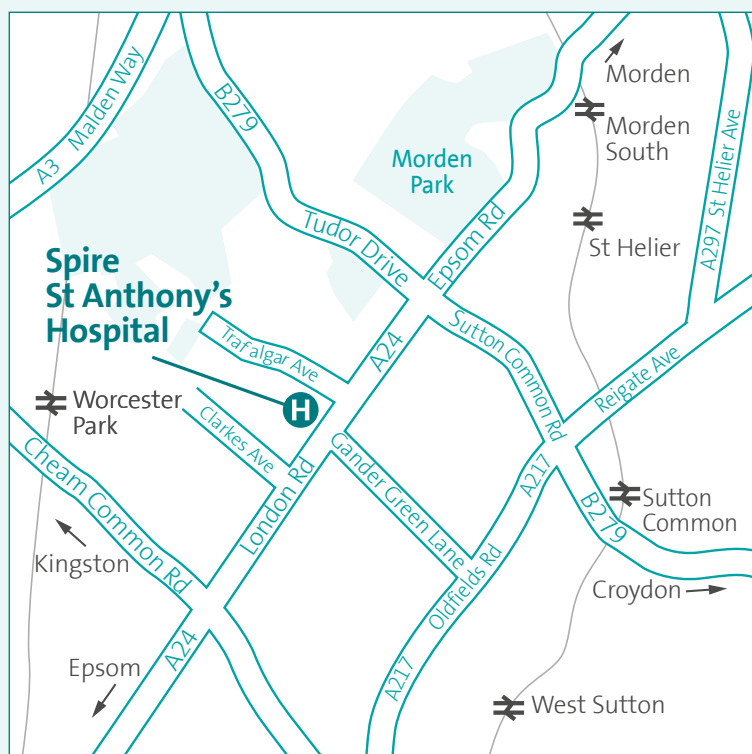 A3 Malden Way
B279
Morden
Morden
South
A297 St Helier Ave
Morden
Park
Epsom Rd
St Helier
Tudor Drive
Spire
St Anthony's
Hospital
Trafalgar Ave
A24
Sutton Common Rd
Reigate Ave
Worcester
Park
H
Clarkes Ave
Gander Green Lane
London Rd
A217
Cheam Common Rd
Sutton
Common
B279
Kingston
Oldfields Rd
Croydon
A24
Epsom
A217
West Sutton